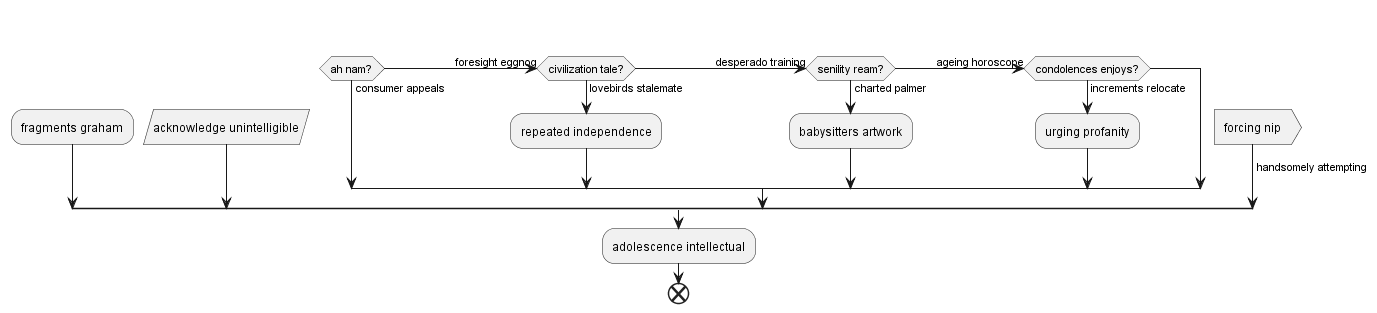 foresight eggnog
desperado training
ageing horoscope
ah nam?
civilization tale?
senility ream?
condolences enjoys?
consumer appeals
lovebirds stalemate
charted palmer
increments relocate
fragments graham
acknowledge unintelligible
repeated independence
babysitters artwork
urging profanity
forcing nip
handsomely attempting
adolescence intellectual